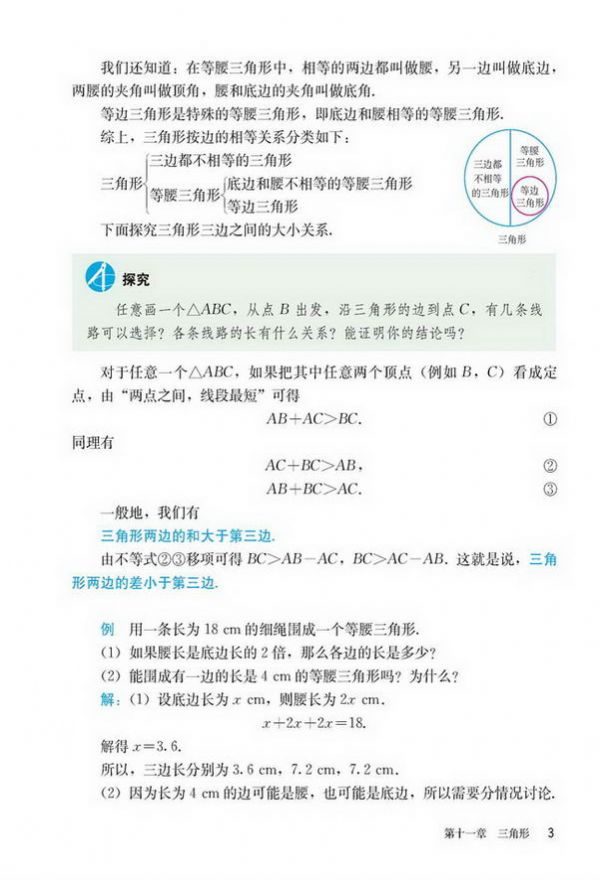 我们还知道：在等腰三角形中，相等的两边都叫做腰，另一边叫做底边，
两腰的夹角叫做顶角，腰和底边的夹角叫做底角.
等边三角形是特殊的等腰三角形，即底边和腰相等的等腰三角形.
综上，三角形按边的相等关系分类如下：
三角形
三边都不相等的三角形
等腰三角形
底边和腰不相等的等腰三角形
等边三角形
三边都
不相等
的三角形
等腰
三角形
等边
三角形
三角形
下面探究三角形三边之间的大小关系.
探究
任意画一个△ABC，从点 B 出发，沿三角形的边到点 C，有几条线
路可以选择？各条线路的长有什么关系？能证明你的结论吗？
对于任意一个△ABC，如果把其中任意两个顶点（例如 B，C）看成定
点，由“两点之间，线段最短”可得
AB+AC>BC. ①
同理有
AC+BC>AB， ②
AB+BC>AC. ③
一般地，我们有
三角形两边的和大于第三边.
由不等式②③移项可得 BC>AB－AC，BC>AC－AB. 这就是说，三角
形两边的差小于第三边.
例 用一条长为 18 cm 的细绳围成一个等腰三角形.
（1）如果腰长是底边长的 2 倍，那么各边的长是多少？
（2）能围成有一边的长是 4 cm 的等腰三角形吗？为什么？
解：（1）设底边长为 x cm，则腰长为 2x cm.
x+2x+2x=18.
解得 x=3.6.
所以，三边长分别为 3.6 cm，7.2 cm，7.2 cm.
（2）因为长为 4 cm 的边可能是腰，也可能是底边，所以需要分情况讨论.
第十一章 三角形 3